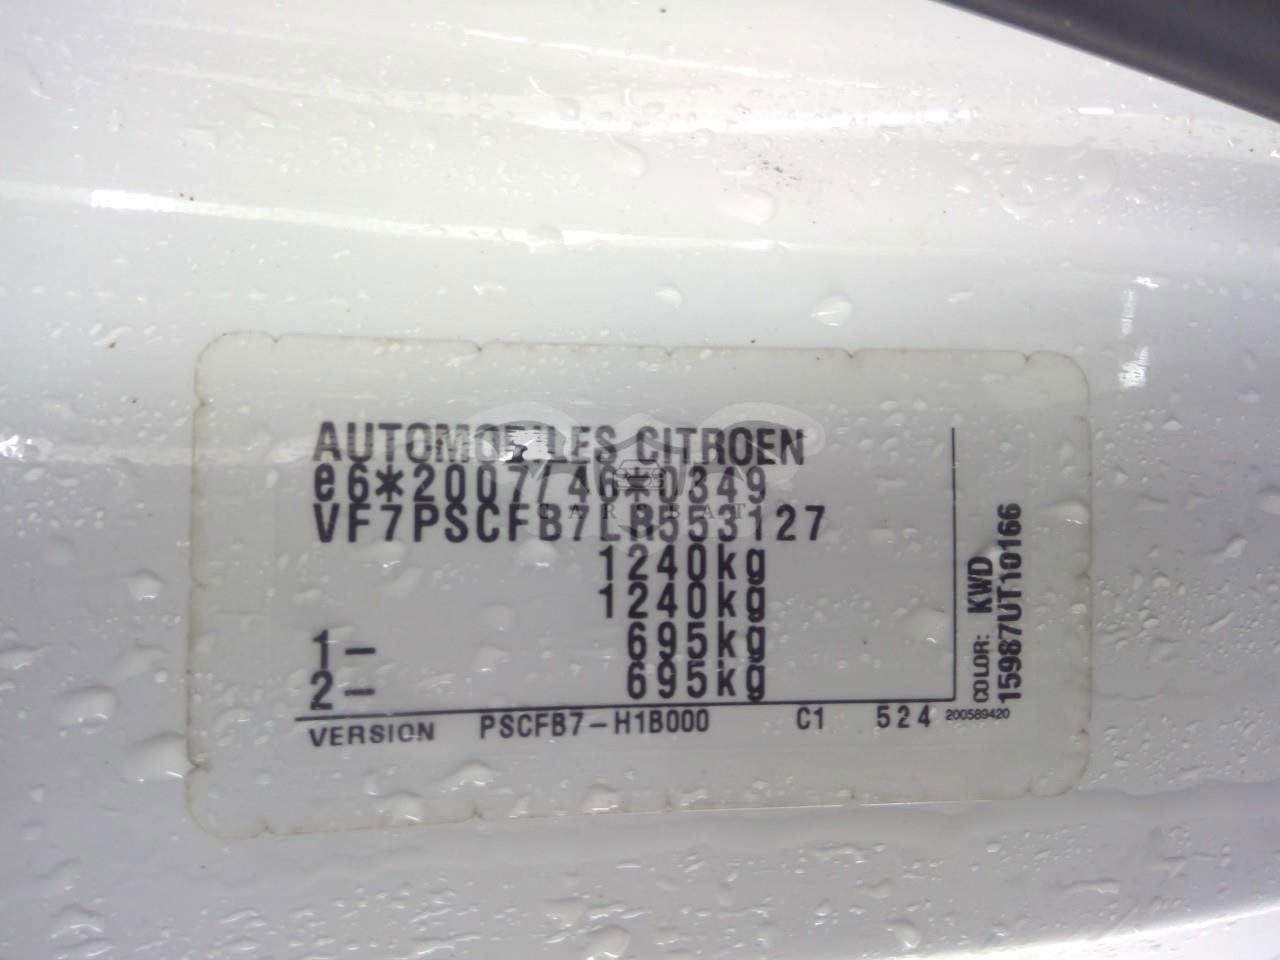 AUTOMOBILES CITROEN
e6*2007/46*0349
VF7PSCFB7LR553127
1240kg
1240kg
1- 695kg
2- 695kg
VERSION PSCFB7-H1B000 C1 524 200589420
COLOR: KWD
15987UT10166
CARSBAT